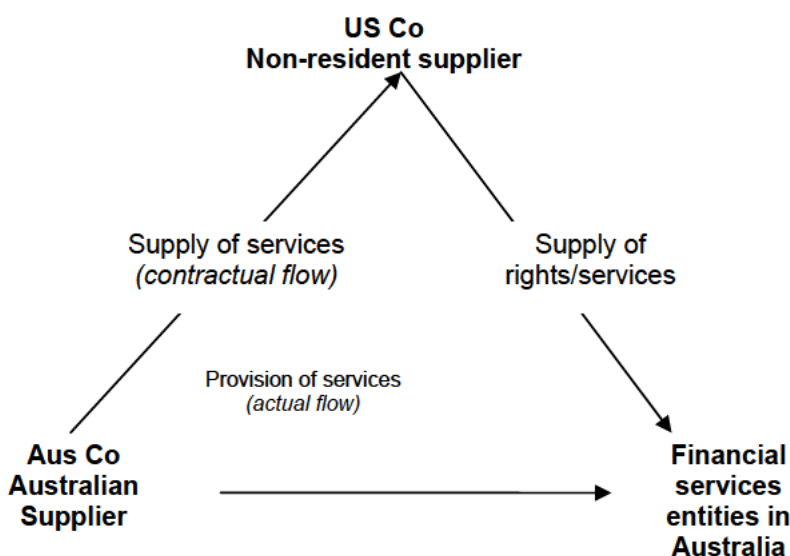 US Co
Non-resident supplier
Supply of services
(contractual flow)
Supply of
rights/services
Provision of services
(actual flow)
Aus Co
Australian
Supplier
Financial
services
entities in
Australia